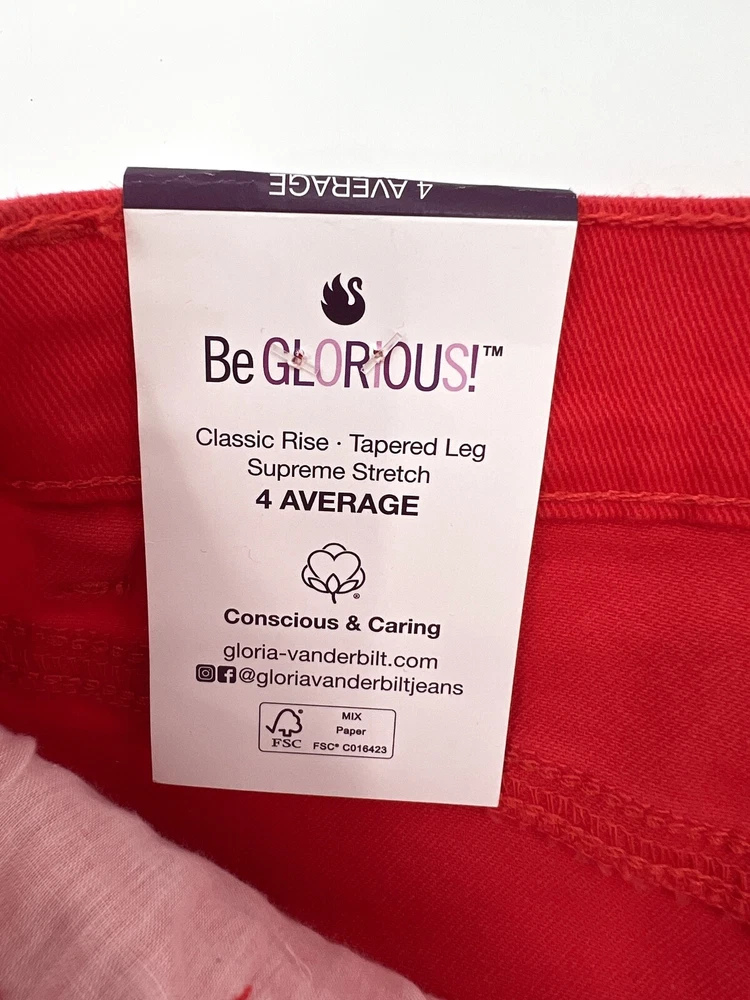 4 AVERAGE
Be GLORIOUS!™
Classic Rise · Tapered Leg
Supreme Stretch
4 AVERAGE
®
Conscious & Caring
gloria-vanderbilt.com
@gloriavanderbiltjeans
®
FSC
MIX
Paper
FSC® C016423